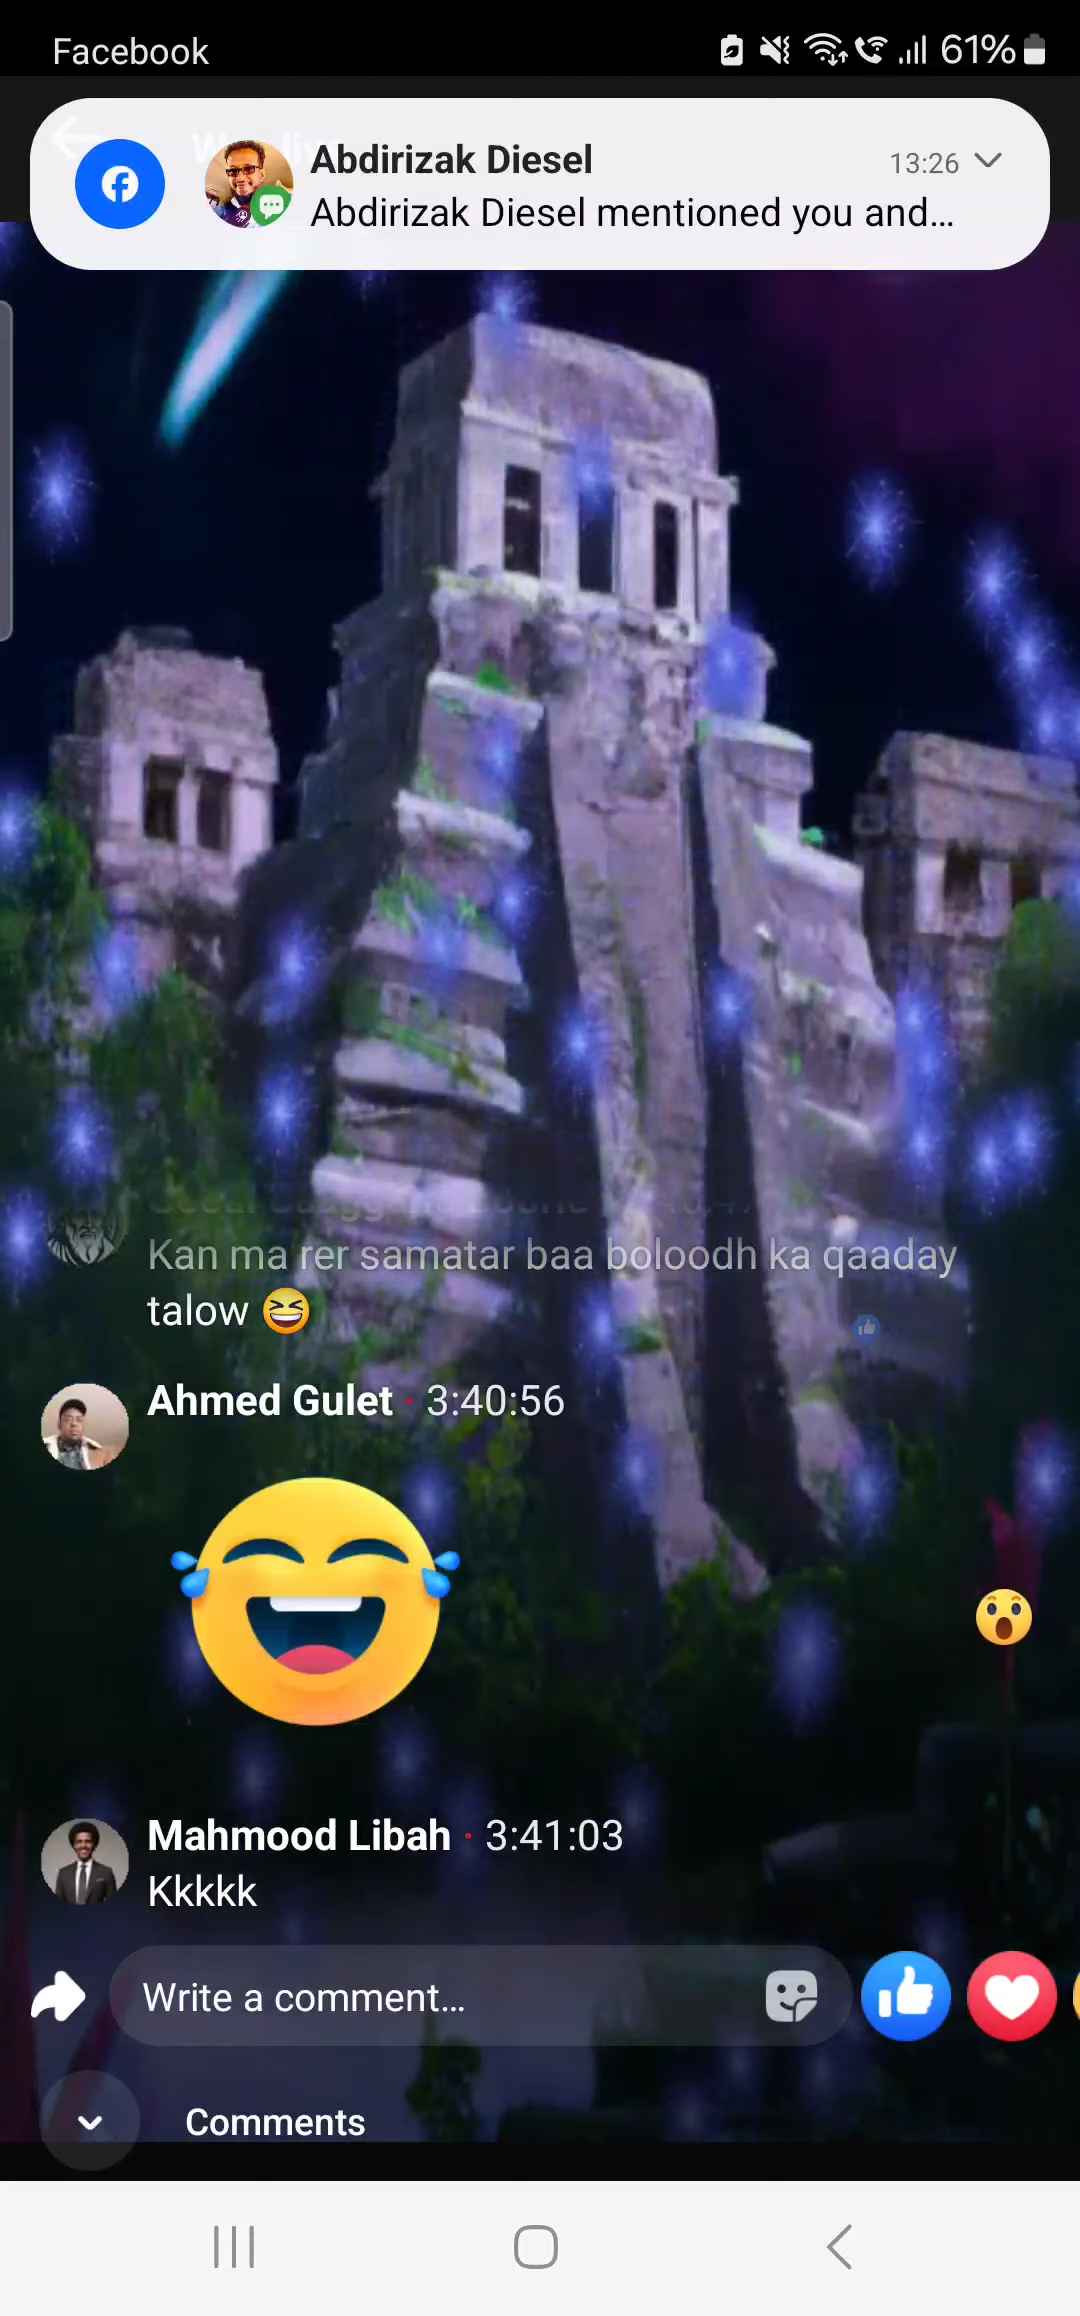 Facebook
61%
Abdirizak Diesel
13:26
Abdirizak Diesel mentioned you and...
Kan ma rer samatar baa boloodh ka qaaday
talow 😆
Ahmed Gulet · 3:40:56
Mahmood Libah · 3:41:03
Kkkkk
Write a comment...
Comments